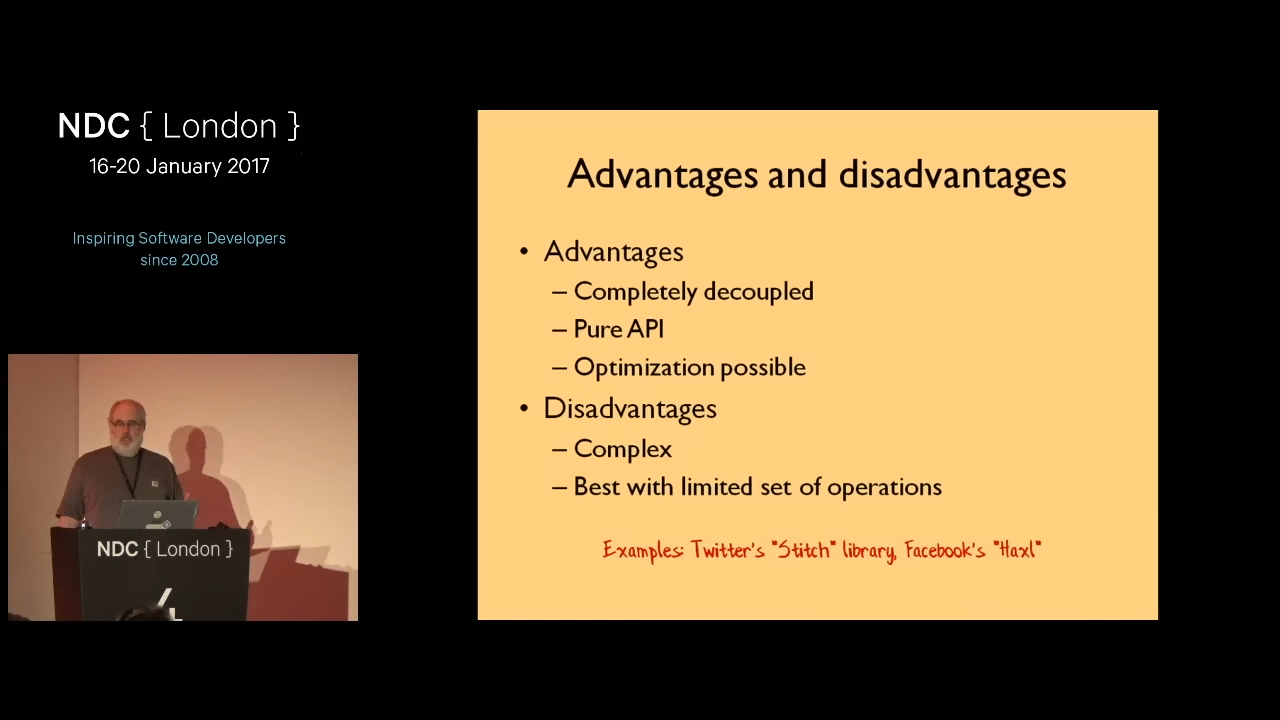 NDC { London }
16-20 January 2017
Inspiring Software Developers
since 2008
Advantages and disadvantages
• Advantages
– Completely decoupled
– Pure API
– Optimization possible
• Disadvantages
– Complex
– Best with limited set of operations
Examples: Twitter's "Stitch" library, Facebook's "Haxl"
NDC { London }
4